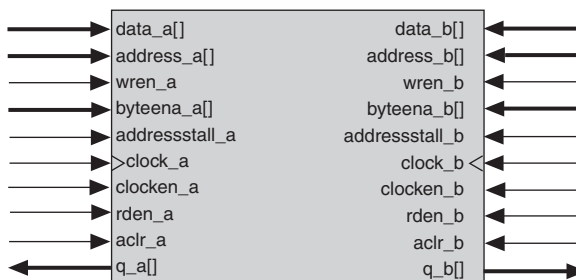 data_a[] data_b[]
address_a[] address_b[]
wren_a wren_b
byteena_a[] byteena_b[]
addressstall_a addressstall_b
clock_a clock_b
clocken_a clocken_b
rden_a rden_b
aclr_a aclr_b
q_a[] q_b[]